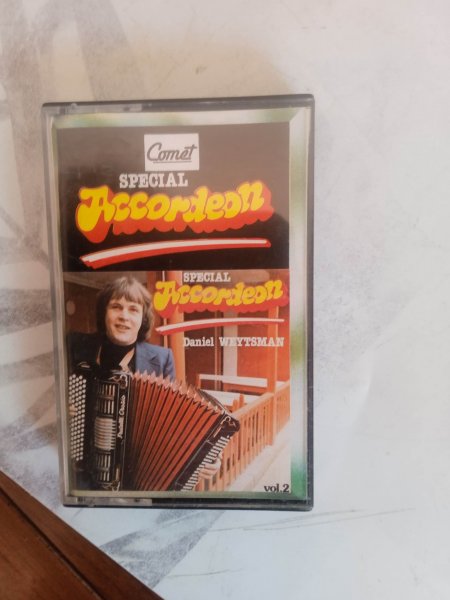 Comet
SPECIAL
Accordeon
SPECIAL
Accordeon
Daniel WEYTSMAN
vol.2